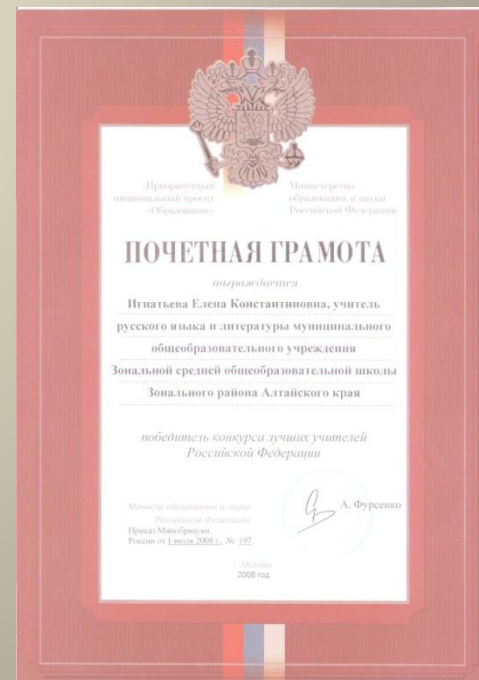 Приоритетный
национальный проект
«Образование»
Министерство
образования и науки
Российской Федерации
ПОЧЕТНАЯ ГРАМОТА
награждается
Игнатьева Елена Константиновна, учитель
русского языка и литературы муниципального
общеобразовательного учреждения
Зональной средней общеобразовательной школы
Зонального района Алтайского края
победитель конкурса лучших учителей
Российской Федерации
Министр образования и науки
Российской Федерации
А. Фурсенко
Приказ Минобрнауки
России от 1 июля 2008 г. № 197
г. Москва
2008 год